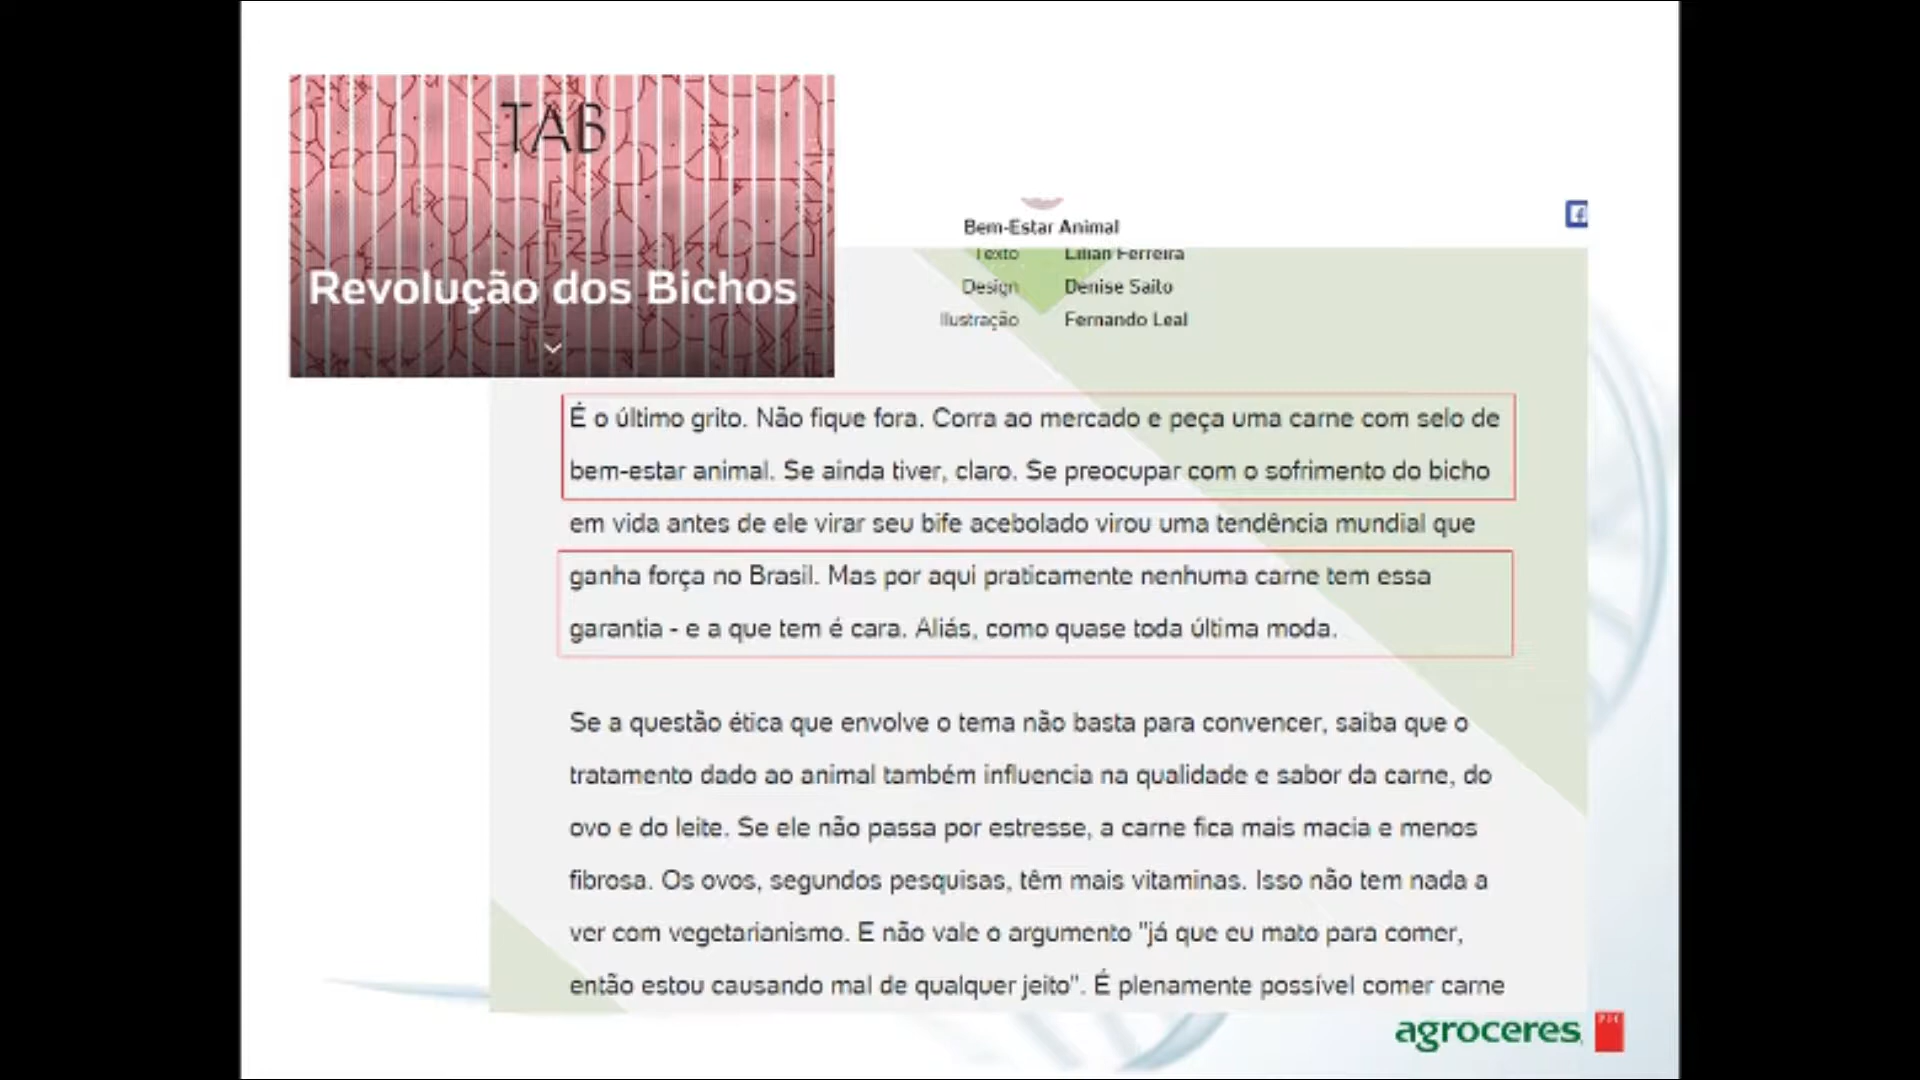 TAB
Revolução dos Bichos
Bem-Estar Animal
Texto Lilian Ferreira
Design Denise Saito
Ilustração Fernando Leal
É o último grito. Não fique fora. Corra ao mercado e peça uma carne com selo de
bem-estar animal. Se ainda tiver, claro. Se preocupar com o sofrimento do bicho
em vida antes de ele virar seu bife acebolado virou uma tendência mundial que
ganha força no Brasil. Mas por aqui praticamente nenhuma carne tem essa
garantia - e a que tem é cara. Aliás, como quase toda última moda.
Se a questão ética que envolve o tema não basta para convencer, saiba que o
tratamento dado ao animal também influencia na qualidade e sabor da carne, do
ovo e do leite. Se ele não passa por estresse, a carne fica mais macia e menos
fibrosa. Os ovos, segundos pesquisas, têm mais vitaminas. Isso não tem nada a
ver com vegetarianismo. E não vale o argumento "já que eu mato para comer,
então estou causando mal de qualquer jeito". É plenamente possível comer carne
agroceres PIC